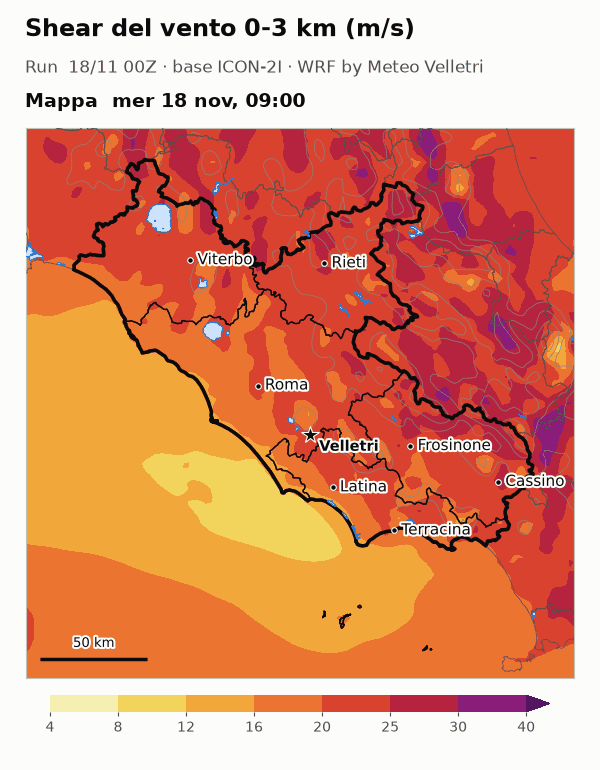 Shear del vento 0-3 km (m/s)
Run  18/11 00Z · base ICON-2I · WRF by Meteo Velletri
Mappa  mer 18 nov, 09:00
Viterbo
Rieti
Roma
Velletri
Frosinone
Latina
Cassino
Terracina
50 km
4 8 12 16 20 25 30 40